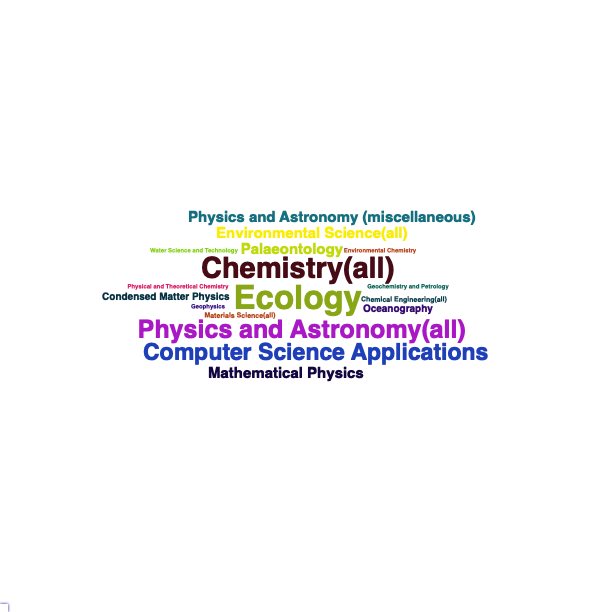 Physics and Astronomy (miscellaneous)
Environmental Science(all)
Water Science and Technology
Palaeontology
Environmental Chemistry
Chemistry(all)
Physical and Theoretical Chemistry
Ecology
Geochemistry and Petrology
Condensed Matter Physics
Chemical Engineering(all)
Geophysics
Oceanography
Materials Science(all)
Physics and Astronomy(all)
Computer Science Applications
Mathematical Physics